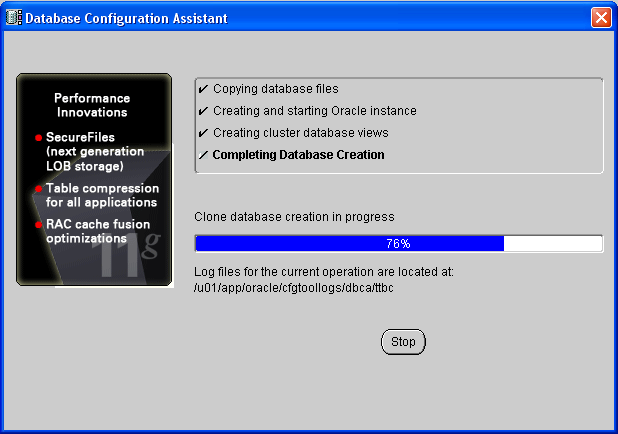 Database Configuration Assistant
Performance
Innovations
SecureFiles
(next generation
LOB storage)
Table compression
for all applications
RAC cache fusion
optimizations
11g
Copying database files
Creating and starting Oracle instance
Creating cluster database views
Completing Database Creation
Clone database creation in progress
76%
Log files for the current operation are located at:
/u01/app/oracle/cfgtoollogs/dbca/ttbc
Stop